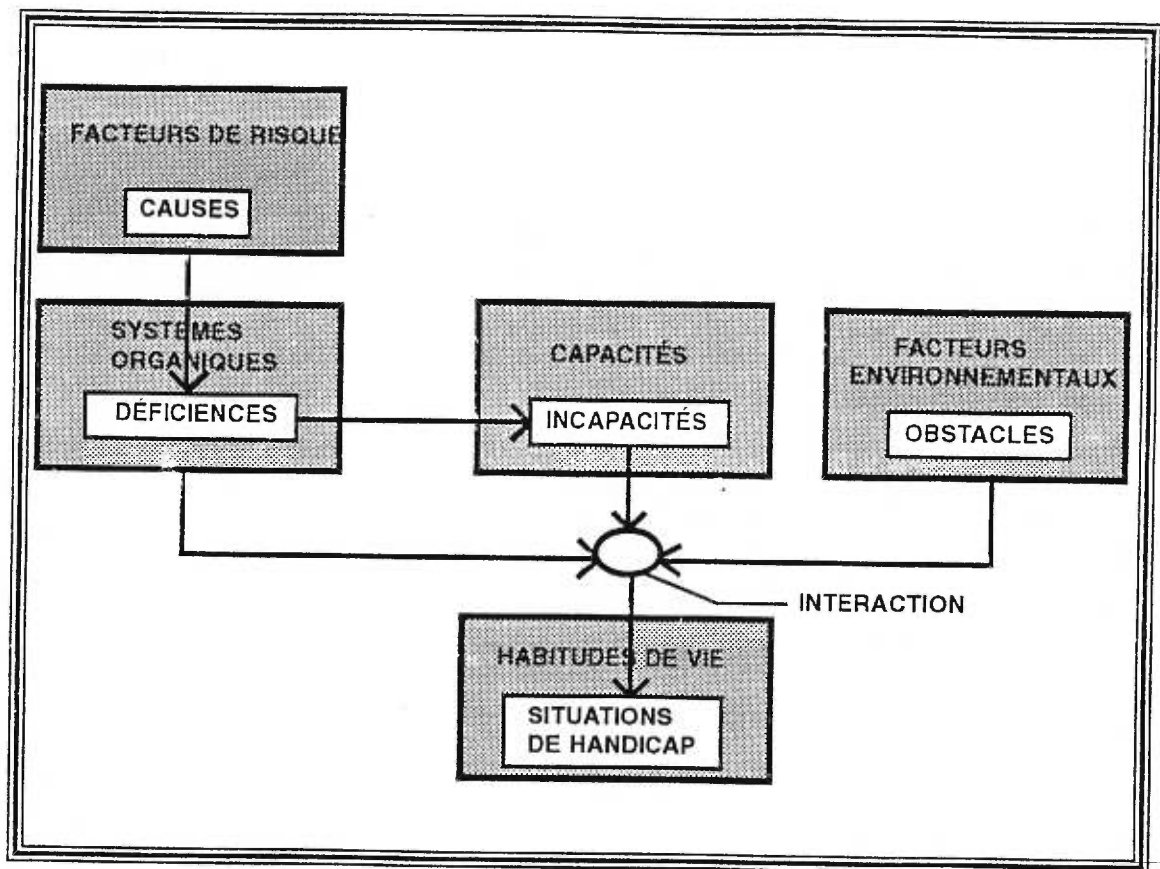 FACTEURS DE RISQUE
CAUSES
SYSTÈMES
ORGANIQUES
DÉFICIENCES
CAPACITÉS
INCAPACITÉS
FACTEURS
ENVIRONNEMENTAUX
OBSTACLES
INTERACTION
HABITUDES DE VIE
SITUATIONS
DE HANDICAP